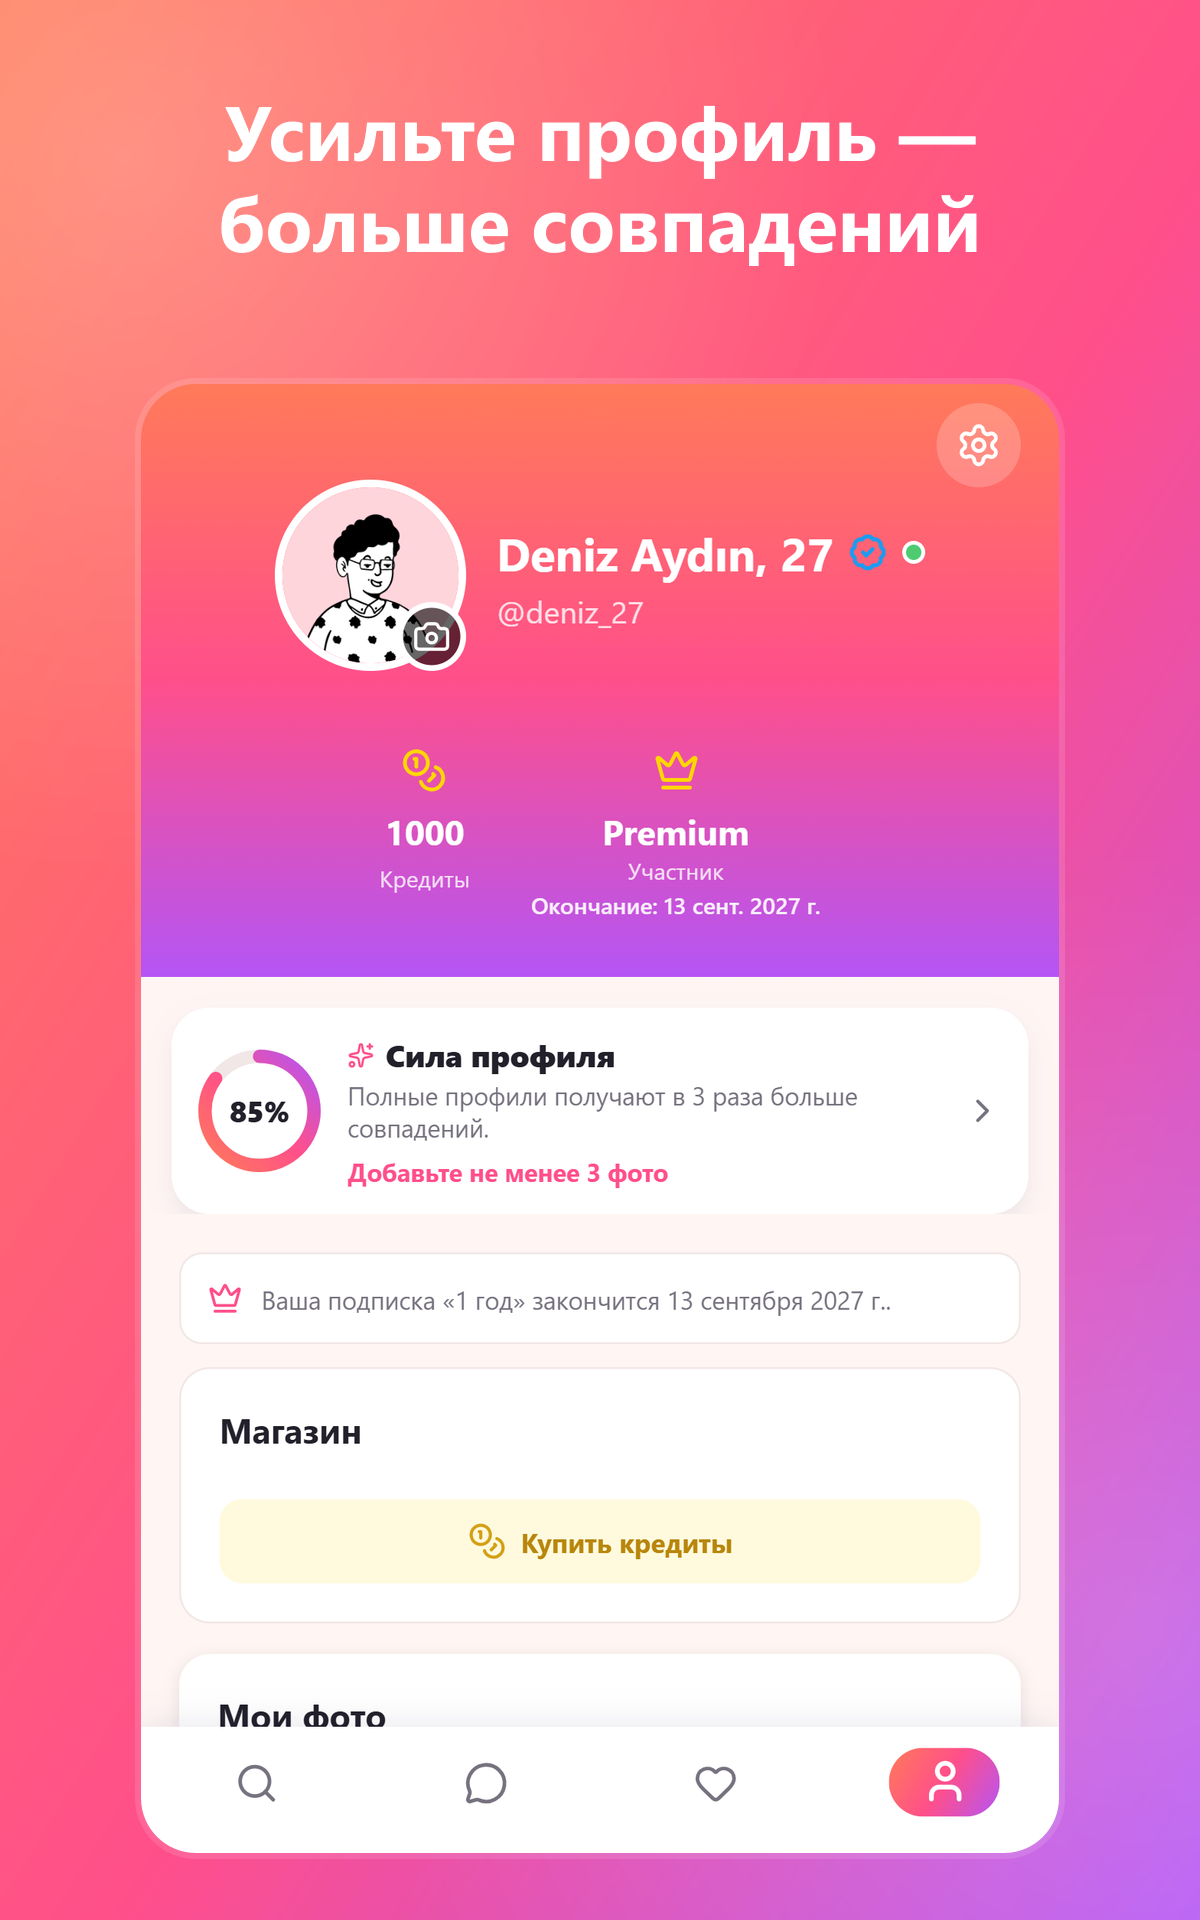 Усильте профиль —
больше совпадений
Deniz Aydın, 27
@deniz_27
1000
Кредиты
Premium
Участник
Окончание: 13 сент. 2027 г.
85%
Сила профиля
Полные профили получают в 3 раза больше
совпадений.
Добавьте не менее 3 фото
Ваша подписка «1 год» закончится 13 сентября 2027 г..
Магазин
Купить кредиты
Мои фото